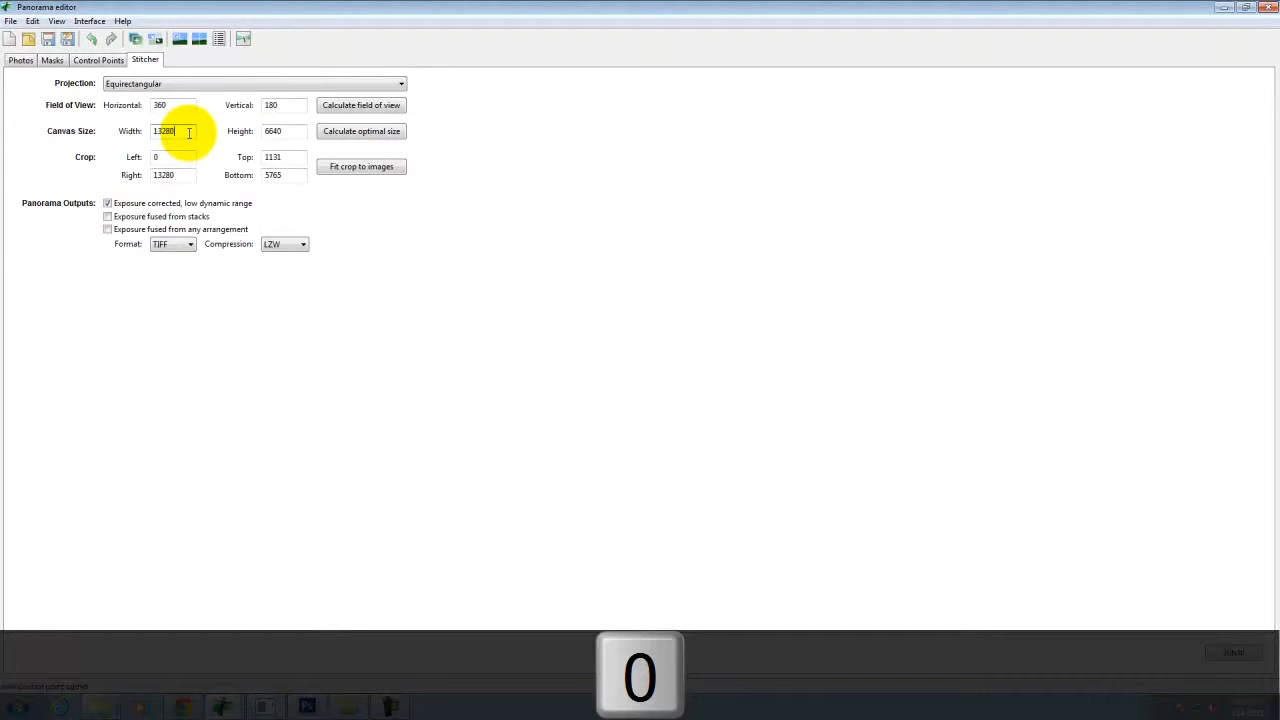 Panorama editor
File Edit View Interface Help
Photos Masks Control Points Stitcher
Projection: Equirectangular
Field of View: Horizontal: 360 Vertical: 180 Calculate field of view
Canvas Size: Width: 13280 Height: 6640 Calculate optimal size
Crop: Left: 0 Top: 1131 Fit crop to images
Right: 13280 Bottom: 5765
Panorama Outputs: Exposure corrected, low dynamic range
Exposure fused from stacks
Exposure fused from any arrangement
Format: TIFF Compression: LZW
Stitch!
0
Ps